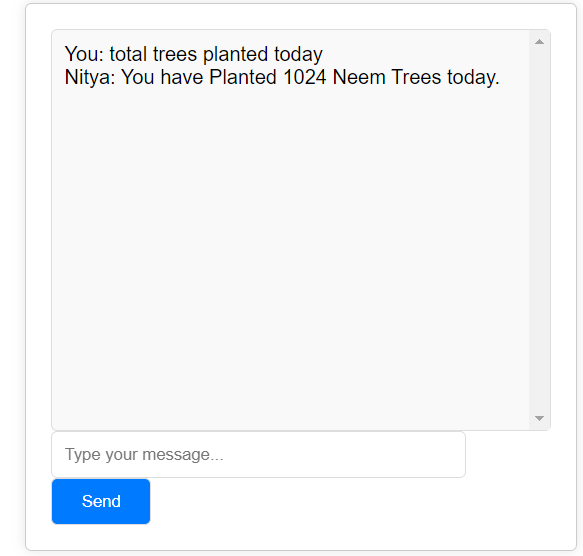 You: total trees planted today
Nitya: You have Planted 1024 Neem Trees today.
Type your message...
Send